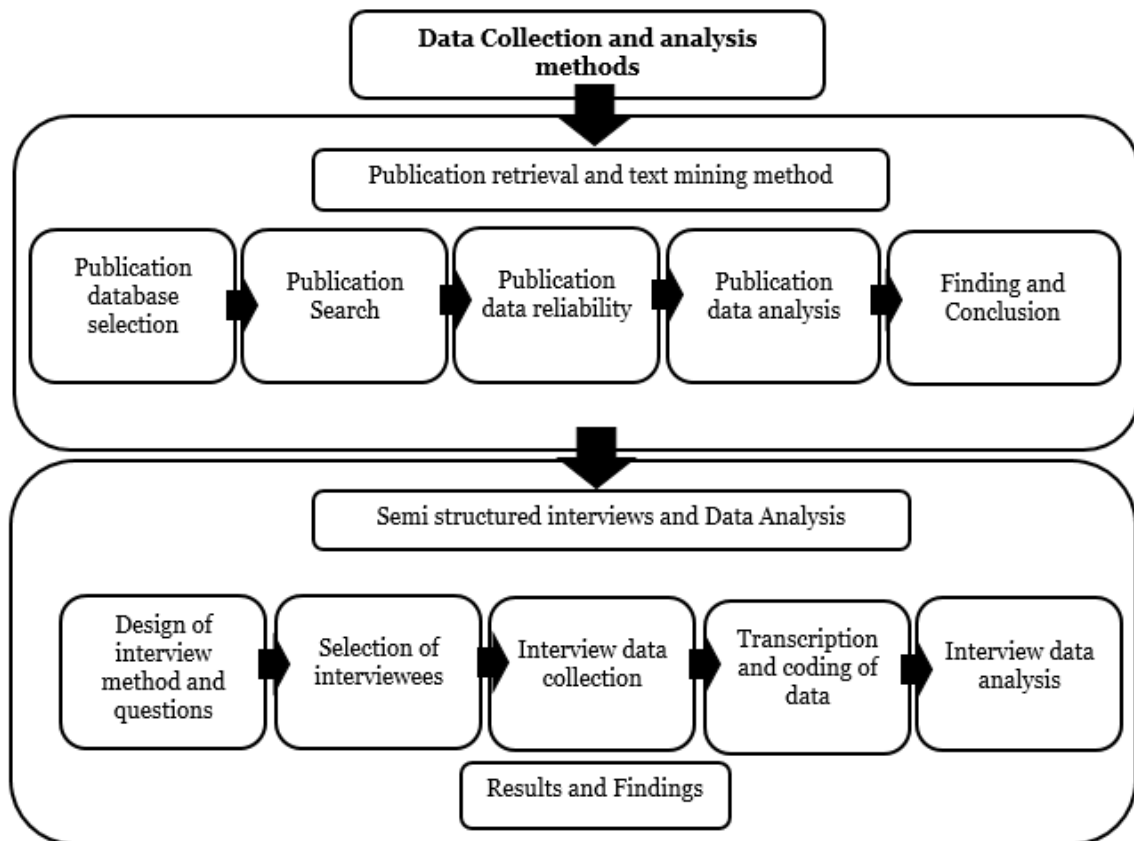 Data Collection and analysis
methods
Publication retrieval and text mining method
Publication
database
selection
Publication
Search
Publication
data reliability
Publication
data analysis
Finding and
Conclusion
Semi structured interviews and Data Analysis
Design of
interview
method and
questions
Selection of
interviewees
Interview data
collection
Transcription
and coding of
data
Interview data
analysis
Results and Findings